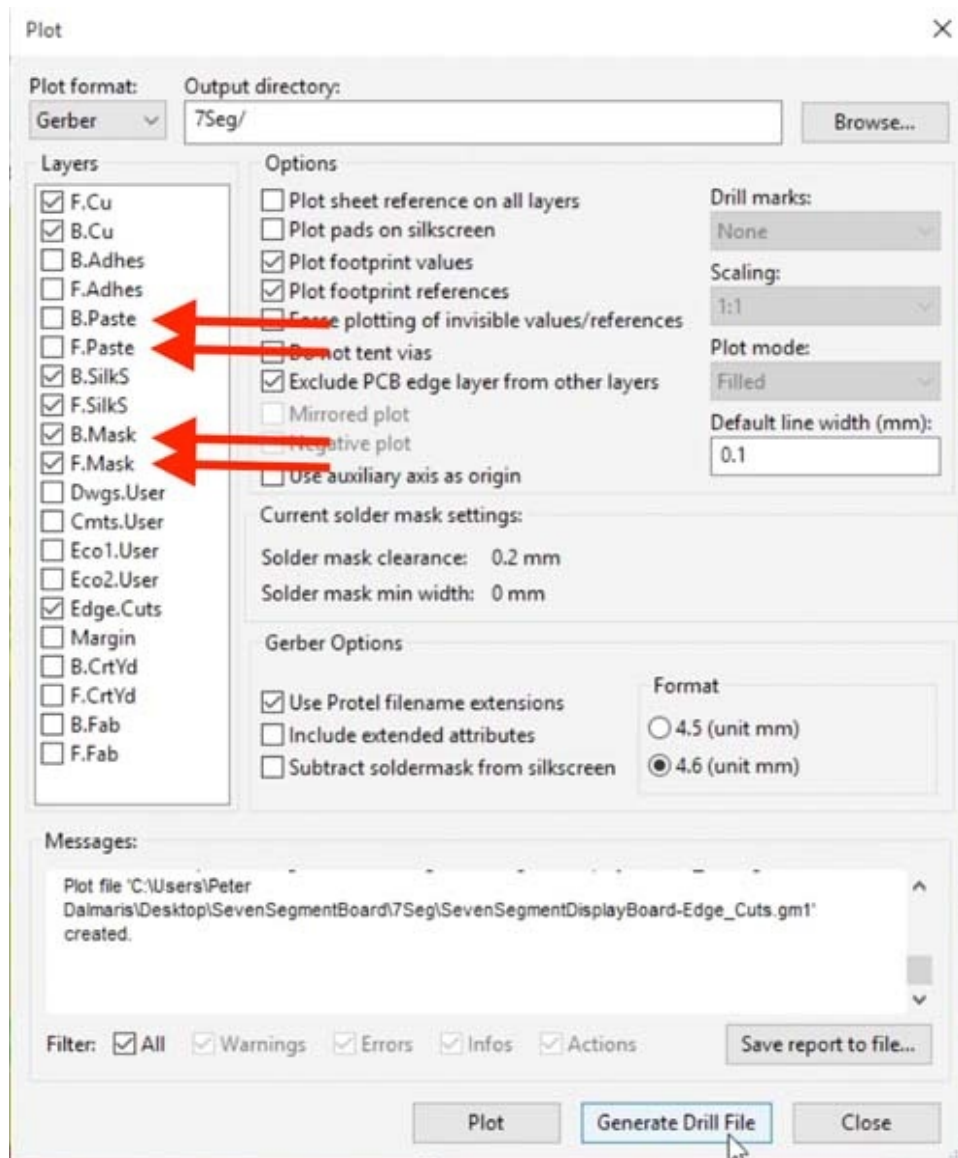 Plot
Plot format:
Output directory:
Gerber
7Seg/
Browse...
Layers
F.Cu
B.Cu
B.Adhes
F.Adhes
B.Paste
F.Paste
B.SilkS
F.SilkS
B.Mask
F.Mask
Dwgs.User
Cmts.User
Eco1.User
Eco2.User
Edge.Cuts
Margin
B.CrtYd
F.CrtYd
B.Fab
F.Fab
Options
Plot sheet reference on all layers
Plot pads on silkscreen
Plot footprint values
Plot footprint references
Force plotting of invisible values/references
Do not tent vias
Exclude PCB edge layer from other layers
Mirrored plot
Negative plot
Use auxiliary axis as origin
Drill marks:
None
Scaling:
1:1
Plot mode:
Filled
Default line width (mm):
0.1
Current solder mask settings:
Solder mask clearance: 0.2 mm
Solder mask min width: 0 mm
Gerber Options
Use Protel filename extensions
Include extended attributes
Subtract soldermask from silkscreen
Format
4.5 (unit mm)
4.6 (unit mm)
Messages:
Plot file 'C:\Users\Peter
Dalmaris\Desktop\SevenSegmentBoard\7Seg\SevenSegmentDisplayBoard-Edge_Cuts.gm1'
created.
Filter: All Warnings Errors Infos Actions
Save report to file...
Plot
Generate Drill File
Close